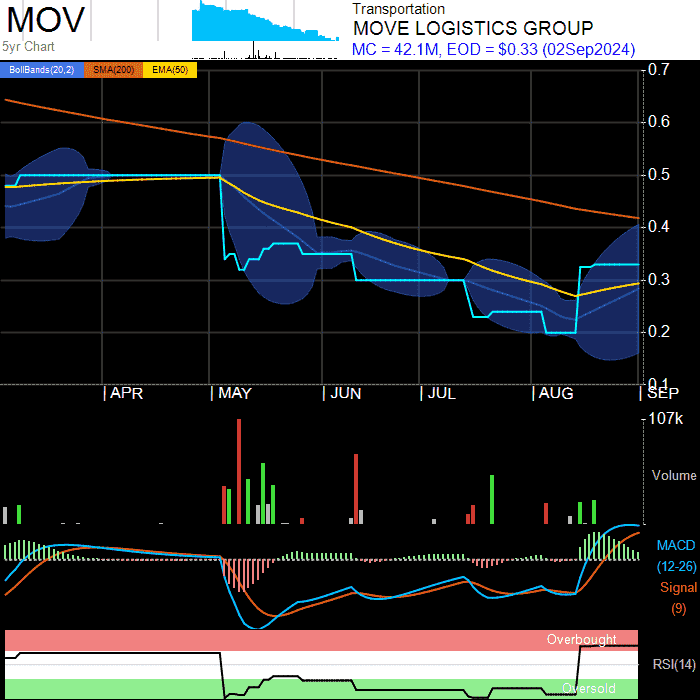 MOV
5yr Chart
Transportation
MOVE LOGISTICS GROUP
MC = 42.1M, EOD = $0.33 (02Sep2024)
BollBands(20,2) SMA(200) EMA(50)
0.7
0.6
0.5
0.4
0.3
0.2
0.1
APR MAY JUN JUL AUG SEP
107k
Volume
MACD
(12-26)
Signal
(9)
Overbought
RSI(14)
Oversold